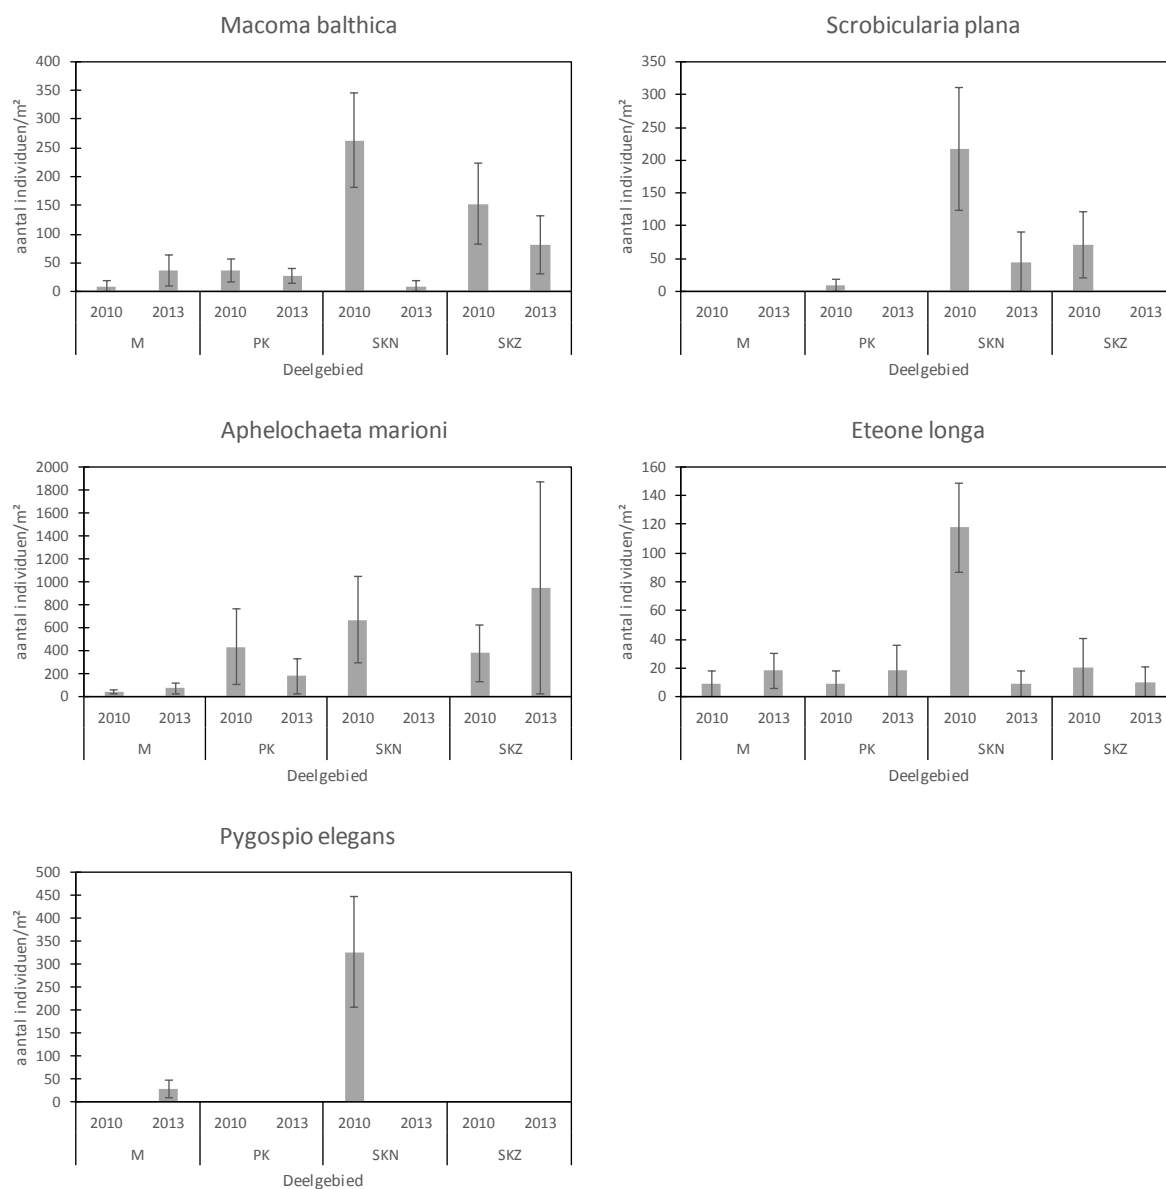 Macoma balthica
aantal individuen/m²
400
350
300
250
200
150
100
50
0
2010 2013 2010 2013 2010 2013 2010 2013
M PK SKN SKZ
Deelgebied
Scrobicularia plana
aantal individuen/m²
350
300
250
200
150
100
50
0
2010 2013 2010 2013 2010 2013 2010 2013
M PK SKN SKZ
Deelgebied
Aphelochaeta marioni
aantal individuen/m²
2000
1800
1600
1400
1200
1000
800
600
400
200
0
2010 2013 2010 2013 2010 2013 2010 2013
M PK SKN SKZ
Deelgebied
Eteone longa
aantal individuen/m²
160
140
120
100
80
60
40
20
0
2010 2013 2010 2013 2010 2013 2010 2013
M PK SKN SKZ
Deelgebied
Pygospio elegans
aantal individuen/m²
500
450
400
350
300
250
200
150
100
50
0
2010 2013 2010 2013 2010 2013 2010 2013
M PK SKN SKZ
Deelgebied